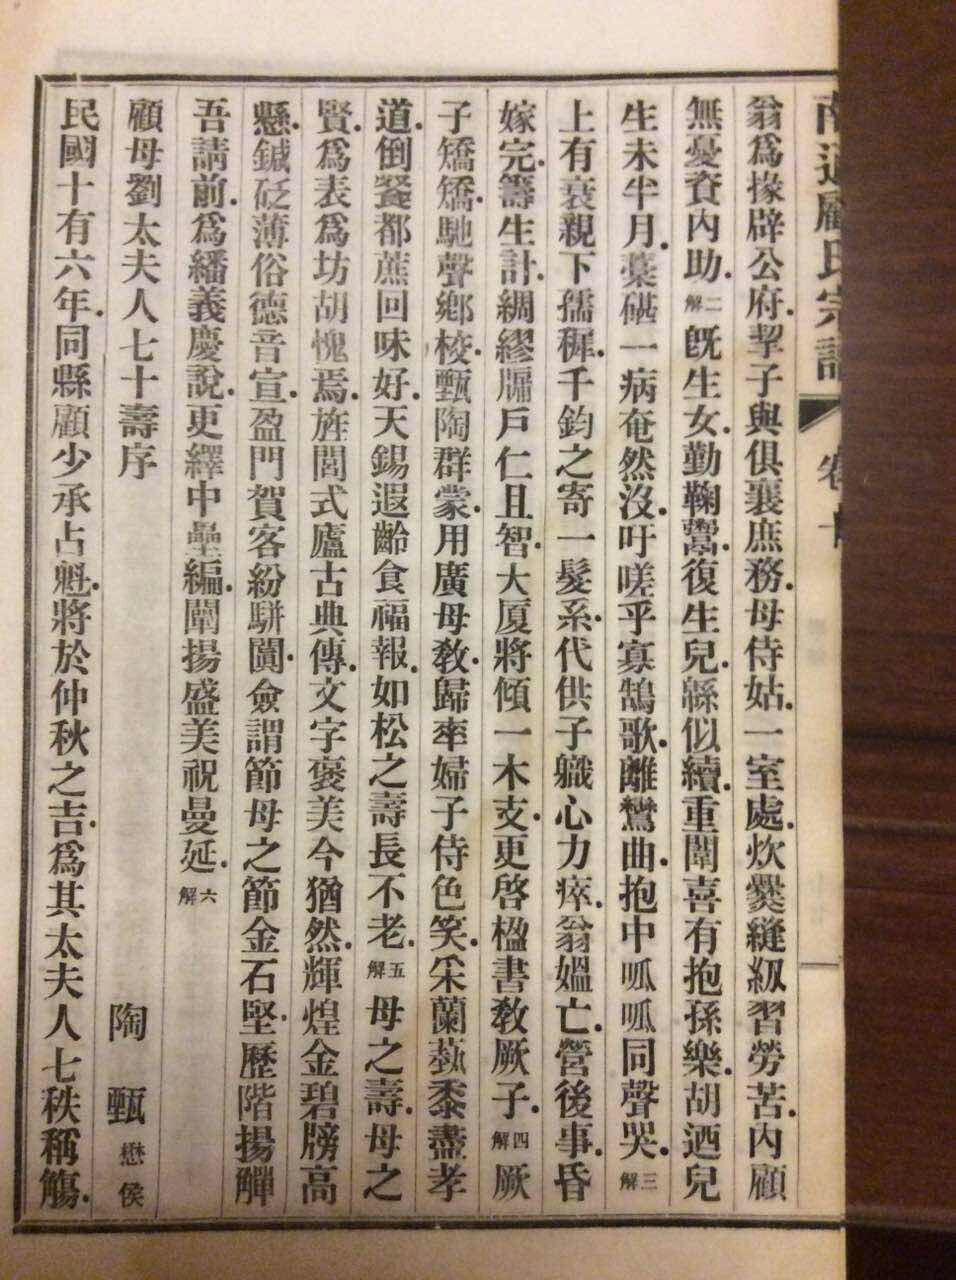 南通顧氏宗譜 卷十
翁爲掾辟公府.挈子與俱襄庶務.母侍姑.一室處.炊爨縫級習勞苦.內顧
無憂資內助.二解旣生女.勤鞠鬻.復生兒.緜似續.重闈喜有抱孫樂.胡迺兒
生未半月.藁碪一病奄然沒.吁嗟乎寡鵠歌.離鸞曲.抱中呱呱同聲哭.三解
上有衰親下孺稺.千鈞之寄一髮系.代供子職心力瘁.翁媼亡.營後事.昏
嫁完.籌生計.綢繆牖戶仁且智.大厦將傾一木支.更啓楹書敎厥子.四解厥
子矯矯.馳聲鄉校.甄陶群蒙.用廣母敎.歸率婦子侍色笑.采蘭蓺黍盡孝
道.倒餐都蔗回味好.天錫遐齡食福報.如松之壽長不老.五解母之壽.母之
賢.爲表爲坊胡愧焉.旌閭式廬古典傳.文字褒美今猶然.輝煌金碧牓高
懸.鍼砭薄俗德音宣.盈門賀客紛駢闐.僉謂節母之節金石堅.歷階揚觶
吾請前.爲繙義慶說.更繹中壘編.闡揚盛美祝曼延.六解
顧母劉太夫人七十壽序
陶甄懋侯
民國十有六年.同縣顧少承占魁.將於仲秋之吉.爲其太夫人七秩稱觴.